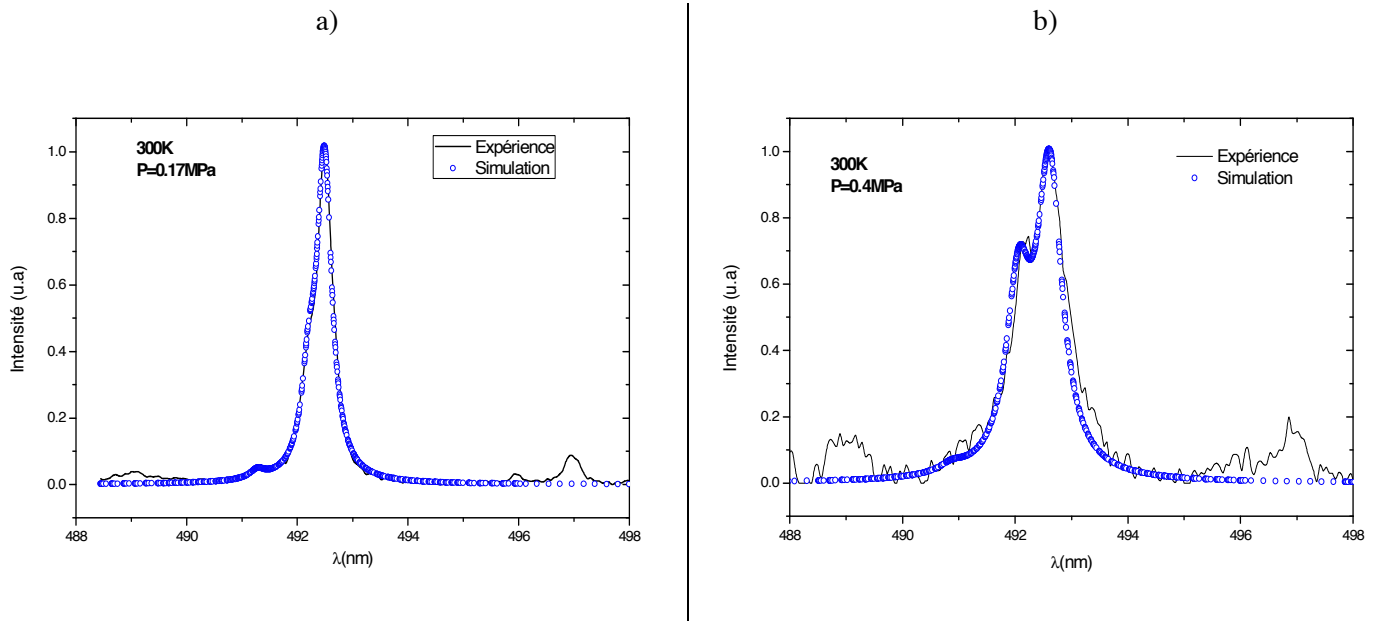 a)
300K
P=0.17MPa
Expérience
Simulation
Intensité (u.a)
1.0
0.8
0.6
0.4
0.2
0.0
488 490 492 494 496 498
λ(nm)
b)
300K
P=0.4MPa
Expérience
Simulation
Intensité (u.a)
1.0
0.8
0.6
0.4
0.2
0.0
488 490 492 494 496 498
λ(nm)